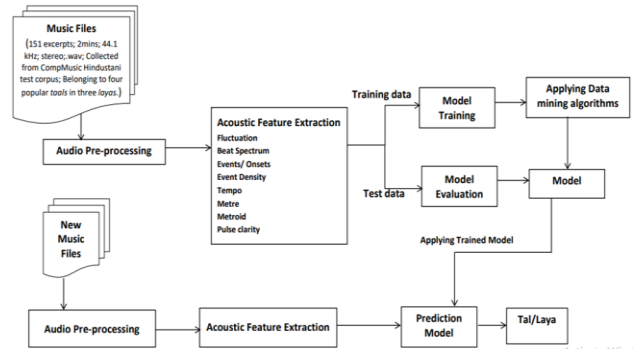 Music Files
(151 excerpts; 2mins; 44.1
kHz; stereo;.wav; Collected
from CompMusic Hindustani
test corpus; Belonging to four
popular taals in three layas.)
Audio Pre-processing
Acoustic Feature Extraction
Fluctuation
Beat Spectrum
Events/ Onsets
Event Density
Tempo
Metre
Metroid
Pulse clarity
Training data
Model
Training
Applying Data
mining algorithms
Test data
Model
Evaluation
Model
New
Music
Files
Applying Trained Model
Audio Pre-processing
Acoustic Feature Extraction
Prediction
Model
Tal/Laya